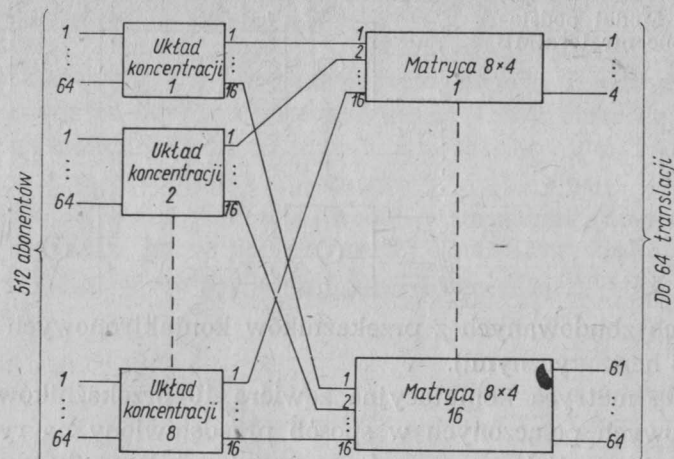 512 abonentów
1
64
Układ
koncentracji
1
1
16
1
64
Układ
koncentracji
2
1
16
1
64
Układ
koncentracji
8
1
16
1
2
16
Matryca 8×4
1
1
4
1
2
16
Matryca 8×4
16
61
64
Do 64 translacji